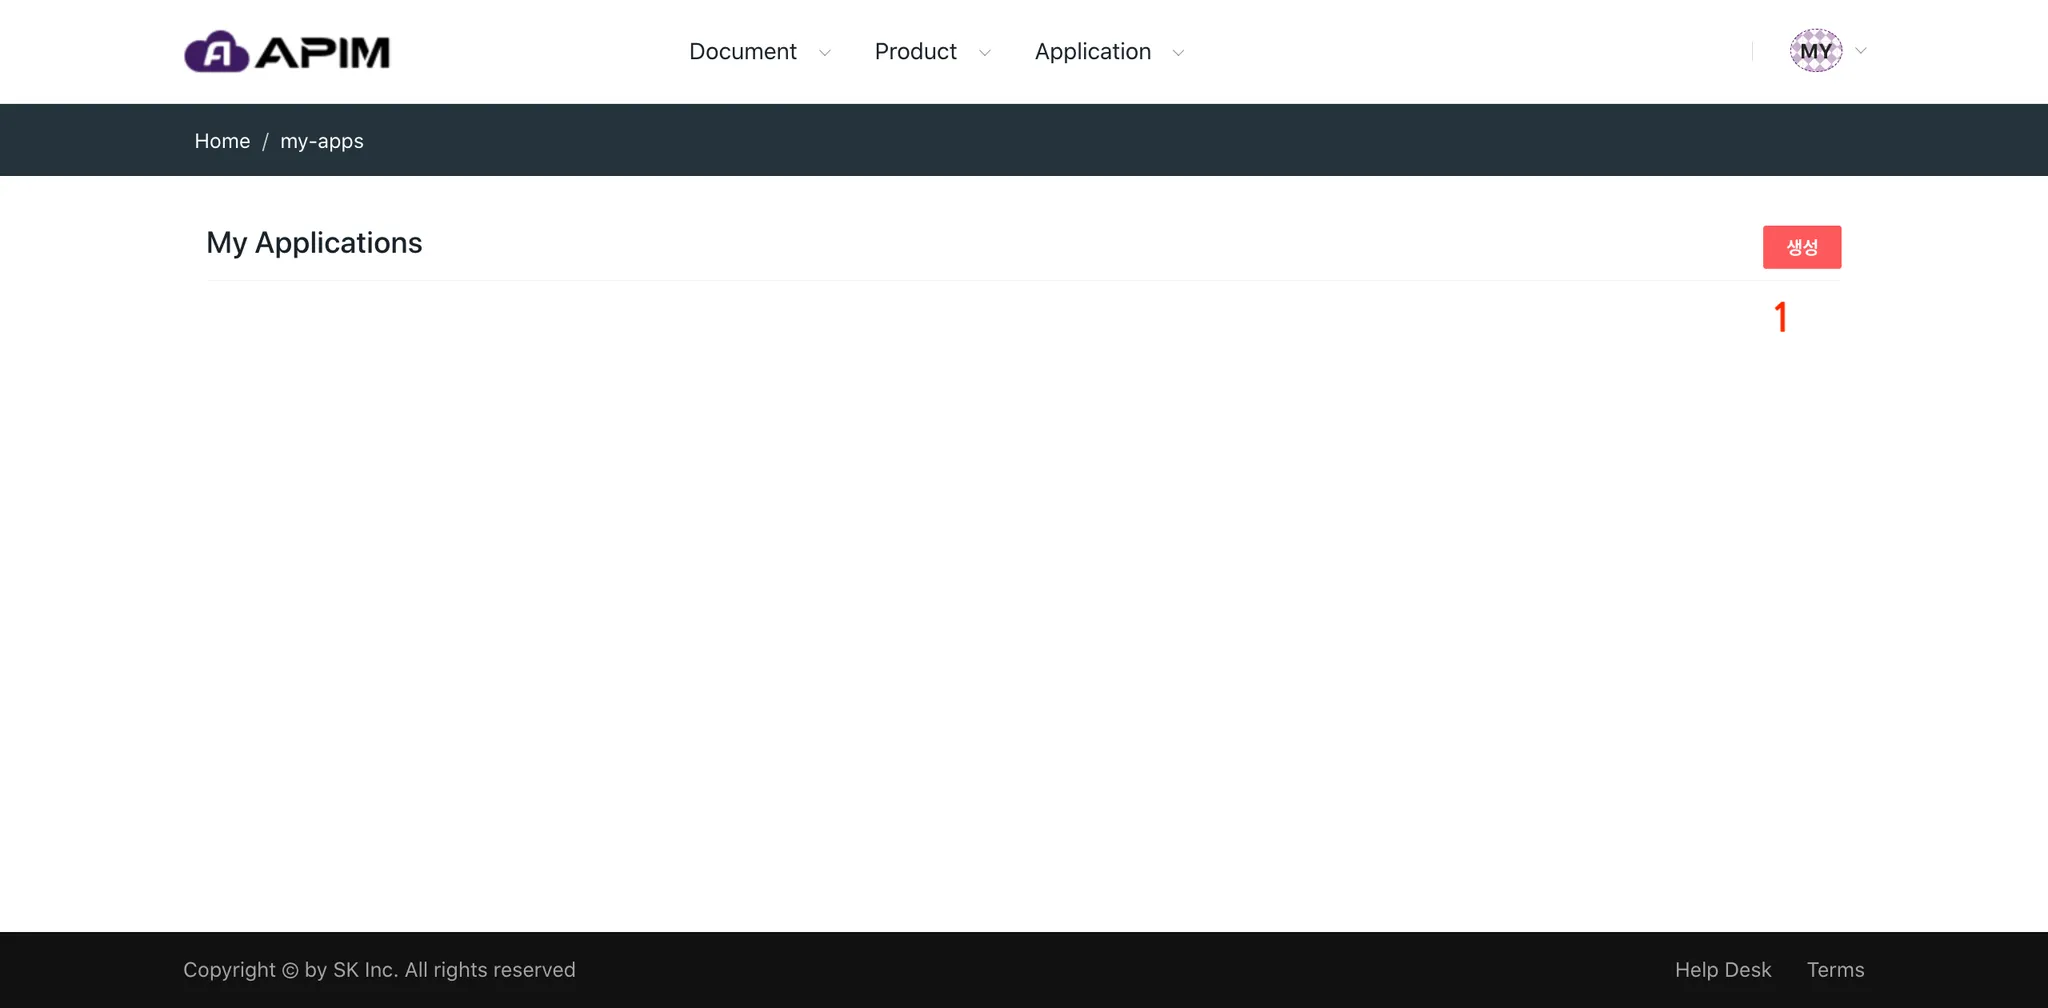 APIM
Document
Product
Application
MY
Home / my-apps
My Applications
생성
1
Copyright © by SK Inc. All rights reserved
Help Desk
Terms